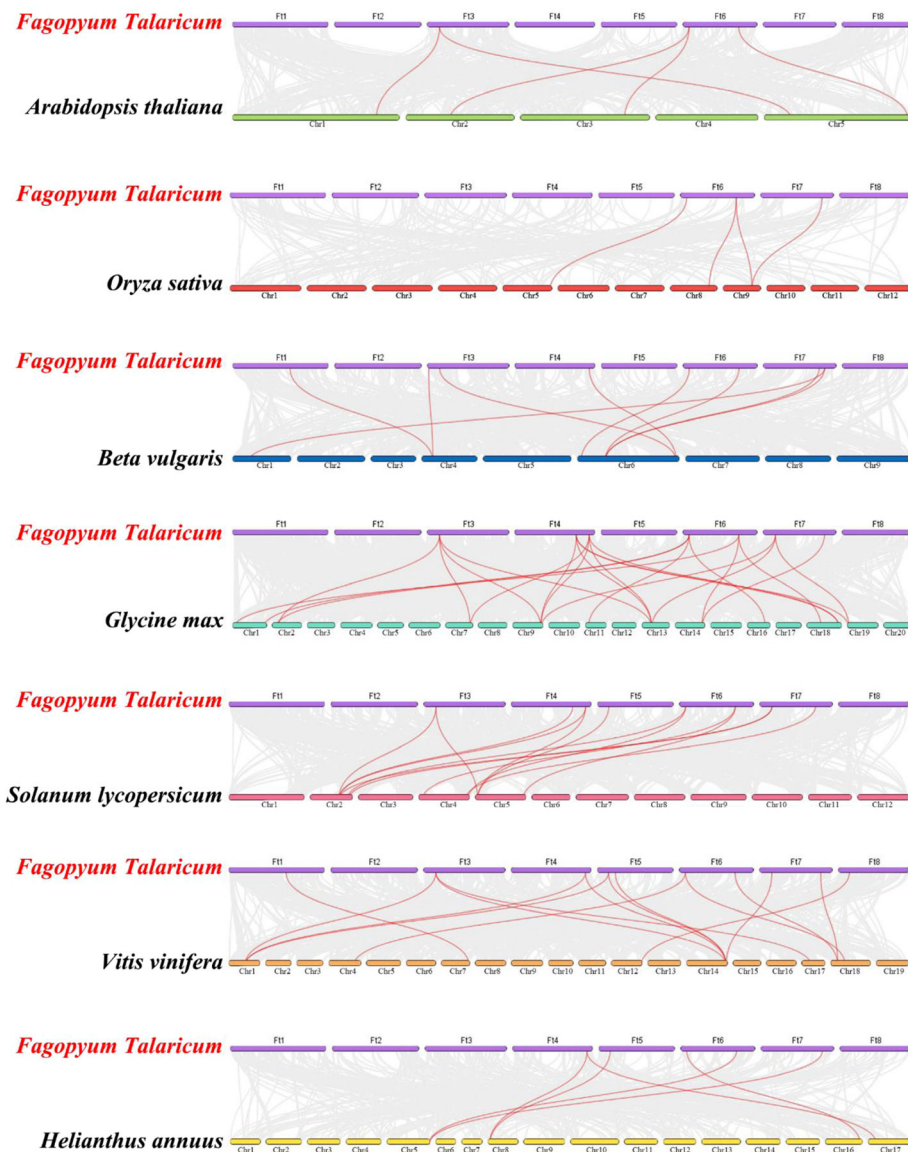 Ft1 Ft2 Ft3 Ft4 Ft5 Ft6 Ft7 Ft8
Fagopyum Talaricum
Arabidopsis thaliana
Chr1 Chr2 Chr3 Chr4 Chr5
Ft1 Ft2 Ft3 Ft4 Ft5 Ft6 Ft7 Ft8
Fagopyum Talaricum
Oryza sativa
Chr1 Chr2 Chr3 Chr4 Chr5 Chr6 Chr7 Chr8 Chr9 Chr10 Chr11 Chr12
Ft1 Ft2 Ft3 Ft4 Ft5 Ft6 Ft7 Ft8
Fagopyum Talaricum
Beta vulgaris
Chr1 Chr2 Chr3 Chr4 Chr5 Chr6 Chr7 Chr8 Chr9
Ft1 Ft2 Ft3 Ft4 Ft5 Ft6 Ft7 Ft8
Fagopyum Talaricum
Glycine max
Chr1 Chr2 Chr3 Chr4 Chr5 Chr6 Chr7 Chr8 Chr9 Chr10 Chr11 Chr12 Chr13 Chr14 Chr15 Chr16 Chr17 Chr18 Chr19 Chr20
Ft1 Ft2 Ft3 Ft4 Ft5 Ft6 Ft7 Ft8
Fagopyum Talaricum
Solanum lycopersicum
Chr1 Chr2 Chr3 Chr4 Chr5 Chr6 Chr7 Chr8 Chr9 Chr10 Chr11 Chr12
Ft1 Ft2 Ft3 Ft4 Ft5 Ft6 Ft7 Ft8
Fagopyum Talaricum
Vitis vinifera
Chr1 Chr2 Chr3 Chr4 Chr5 Chr6 Chr7 Chr8 Chr9 Chr10 Chr11 Chr12 Chr13 Chr14 Chr15 Chr16 Chr17 Chr18 Chr19
Ft1 Ft2 Ft3 Ft4 Ft5 Ft6 Ft7 Ft8
Fagopyum Talaricum
Helianthus annuus
Chr1 Chr2 Chr3 Chr4 Chr5 Chr6 Chr7 Chr8 Chr9 Chr10 Chr11 Chr12 Chr13 Chr14 Chr15 Chr16 Chr17